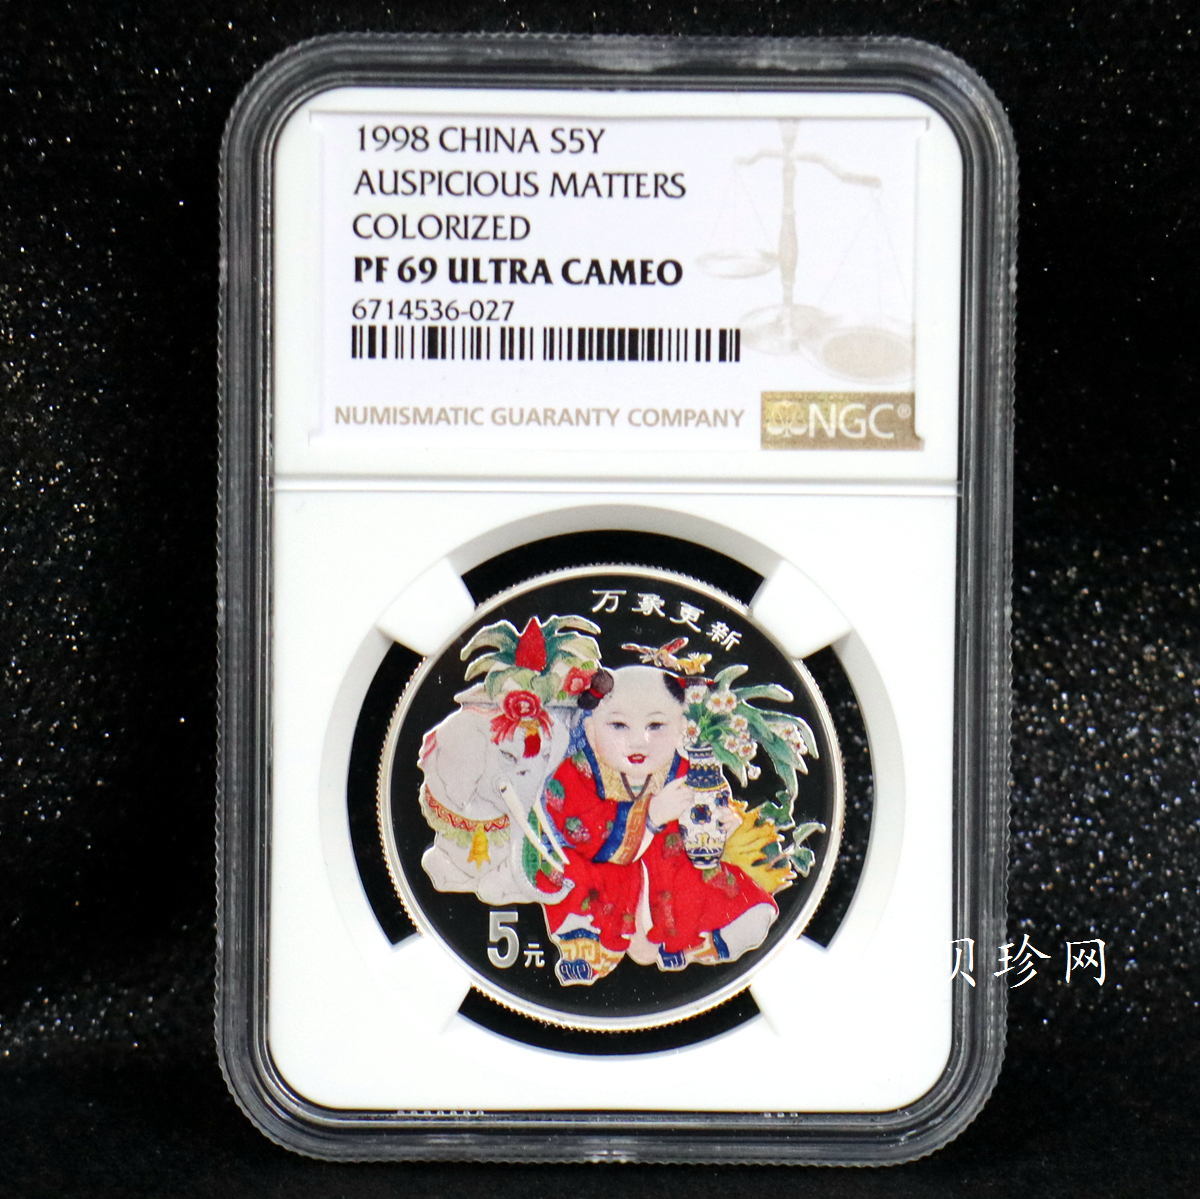 1998 CHINA S5Y
AUSPICIOUS MATTERS
COLORIZED
PF 69 ULTRA CAMEO
6714536-027
NUMISMATIC GUARANTY COMPANY
NGC®
万象更新
5元
贝珍网